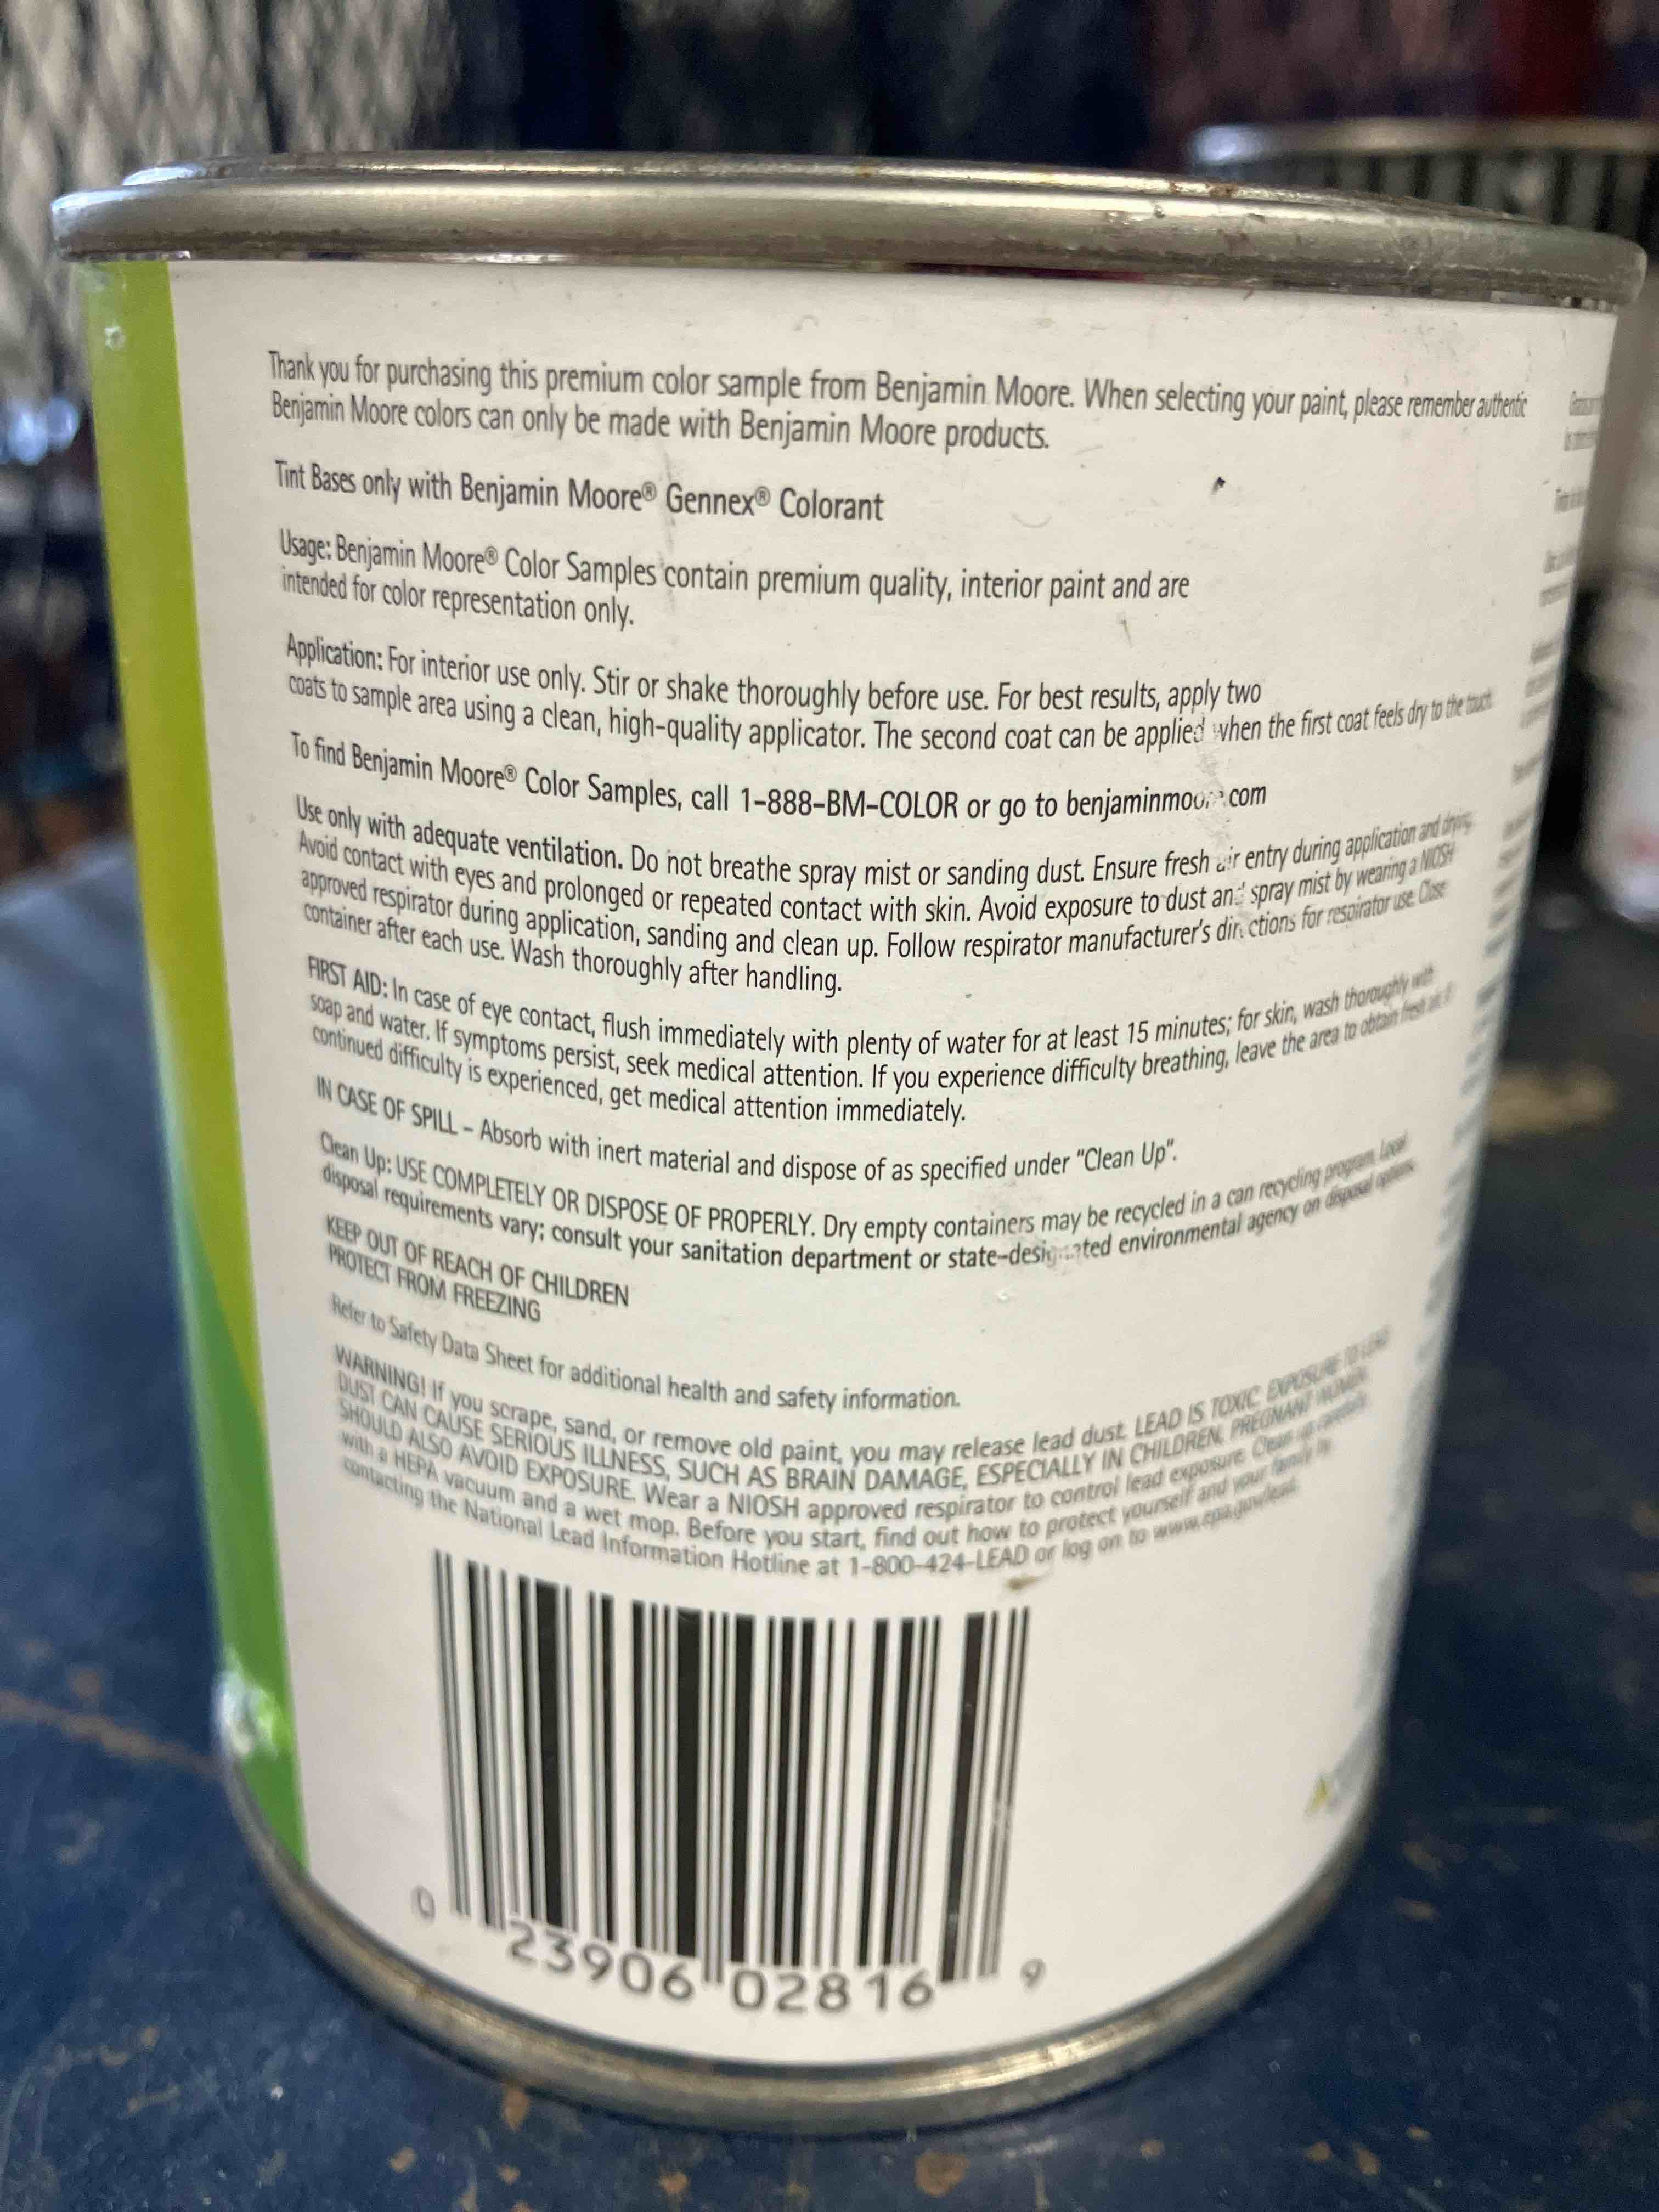 Thank you for purchasing this premium color sample from Benjamin Moore. When selecting your paint, please remember authentic
Benjamin Moore colors can only be made with Benjamin Moore products.
Tint Bases only with Benjamin Moore® Gennex® Colorant
Usage: Benjamin Moore® Color Samples contain premium quality, interior paint and are
intended for color representation only.
Application: For interior use only. Stir or shake thoroughly before use. For best results, apply two
coats to sample area using a clean, high-quality applicator. The second coat can be applied when the first coat feels dry to the touch.
To find Benjamin Moore® Color Samples, call 1-888-BM-COLOR or go to benjaminmoore.com
Use only with adequate ventilation. Do not breathe spray mist or sanding dust. Ensure fresh air entry during application and drying.
Avoid contact with eyes and prolonged or repeated contact with skin. Avoid exposure to dust and spray mist by wearing a NIOSH
approved respirator during application, sanding and clean up. Follow respirator manufacturer's directions for respirator use. Close
container after each use. Wash thoroughly after handling.
FIRST AID: In case of eye contact, flush immediately with plenty of water for at least 15 minutes; for skin, wash thoroughly with
soap and water. If symptoms persist, seek medical attention. If you experience difficulty breathing, leave the area to obtain fresh air. If
continued difficulty is experienced, get medical attention immediately.
IN CASE OF SPILL – Absorb with inert material and dispose of as specified under "Clean Up".
Clean Up: USE COMPLETELY OR DISPOSE OF PROPERLY. Dry empty containers may be recycled in a can recycling program. Local
disposal requirements vary; consult your sanitation department or state-designated environmental agency on disposal options.
KEEP OUT OF REACH OF CHILDREN
PROTECT FROM FREEZING
Refer to Safety Data Sheet for additional health and safety information.
WARNING! If you scrape, sand, or remove old paint, you may release lead dust. LEAD IS TOXIC. EXPOSURE TO LEAD
DUST CAN CAUSE SERIOUS ILLNESS, SUCH AS BRAIN DAMAGE, ESPECIALLY IN CHILDREN. PREGNANT WOMEN
SHOULD ALSO AVOID EXPOSURE. Wear a NIOSH approved respirator to control lead exposure. Clean up carefully
with a HEPA vacuum and a wet mop. Before you start, find out how to protect yourself and your family by
contacting the National Lead Information Hotline at 1-800-424-LEAD or log on to www.epa.gov/lead.
0 23906 02816 9